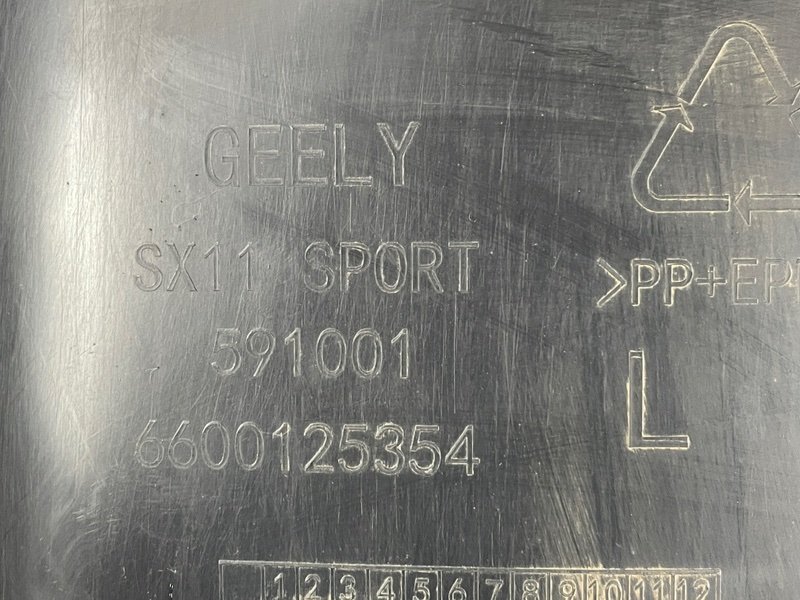 GEELY
SX11 SPORT
>PP+EP
591001
L
6600125354
1 2 3 4 5 6 7 8 9 10 11 12